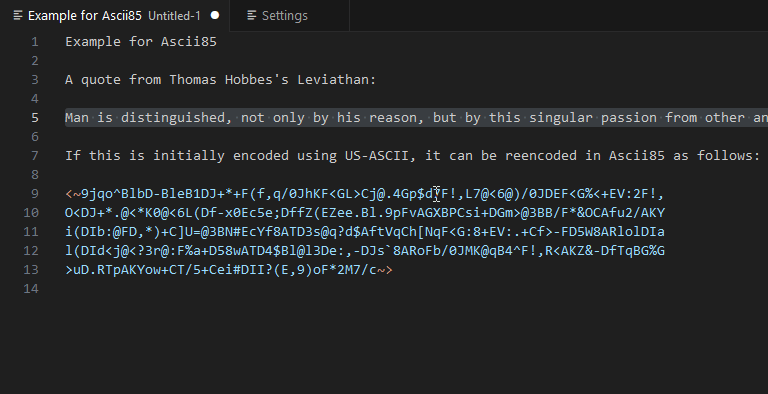 Example for Ascii85 Untitled-1 Settings
1 Example for Ascii85
2
3 A quote from Thomas Hobbes's Leviathan:
4
5 Man is distinguished, not only by his reason, but by this singular passion from other an
6
7 If this is initially encoded using US-ASCII, it can be reencoded in Ascii85 as follows:
8
9 <~9jqo^BlbD-BleB1DJ+*+F(f,q/0JhKF<GL>Cj@.4Gp$d7F!,L7@<6@)/0JDEF<G%<+EV:2F!,
10 O<DJ+*.@<*K0@<6L(Df-x0Ec5e;DffZ(EZee.Bl.9pFvAGXBPCsi+DGm>@3BB/F*&OCAfu2/AKY
11 i(DIb:@FD,*)+C]U=@3BN#EcYf8ATD3s@q?d$AftVqCh[NqF<G:8+EV:.+Cf>-FD5W8ARlolDIa
12 l(DId<j@<?3r@:F%a+D58wATD4$Bl@l3De:,-DJs`8ARoFb/0JMK@qB4^F!,R<AKZ&-DfTqBG%G
13 >uD.RTpAKYow+CT/5+Cei#DII?(E,9)oF*2M7/c~>
14